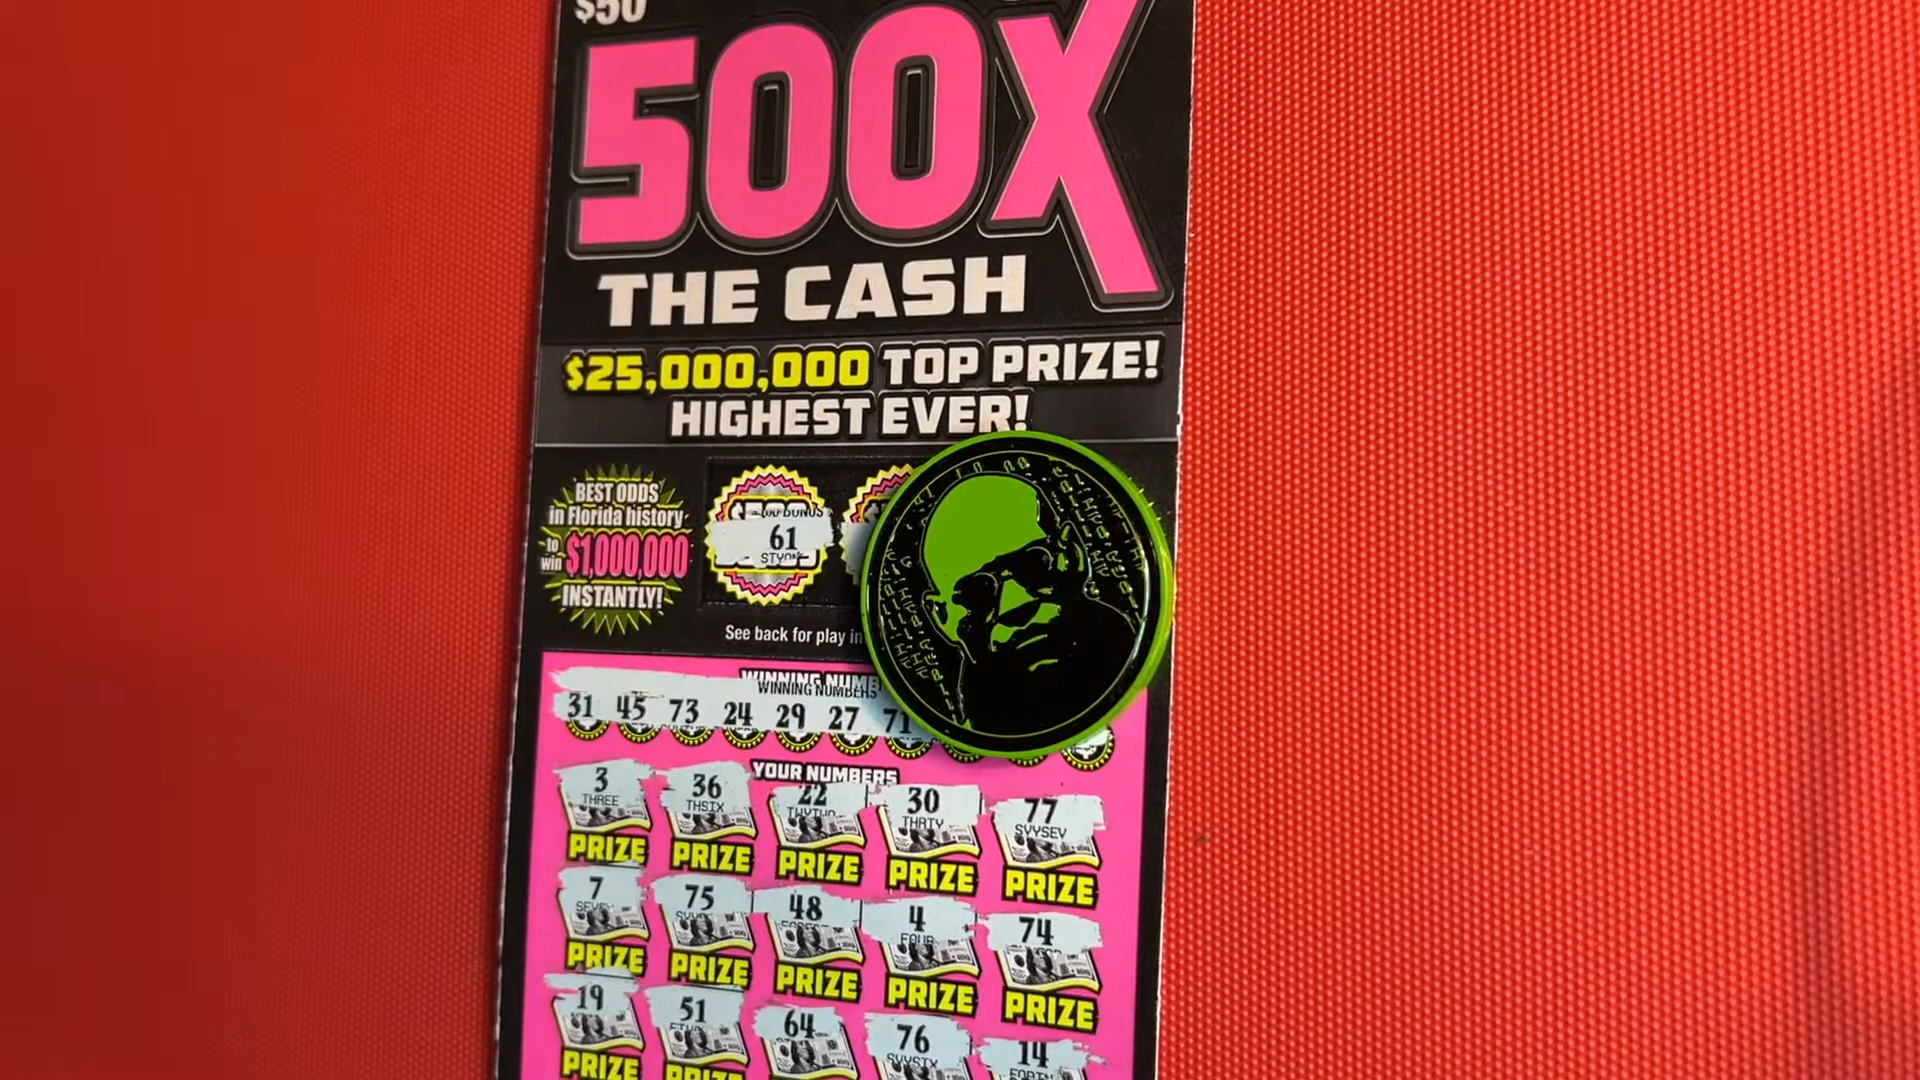 $50
500X
THE CASH
$25,000,000 TOP PRIZE!
HIGHEST EVER!
BEST ODDS
in Florida history
to win $1,000,000
INSTANTLY!
61
See back for play
WINNING NUMBERS
31 45 73 24 29 27 71
YOUR NUMBERS
3 36 22 30 77
THREE THSIX TWYTWO THRTY SVYSEV
PRIZE PRIZE PRIZE PRIZE PRIZE
7 75 48 4 74
FOUR
PRIZE PRIZE PRIZE PRIZE PRIZE
19 51 64 76 14
SVYSIX
PRIZE PRIZE